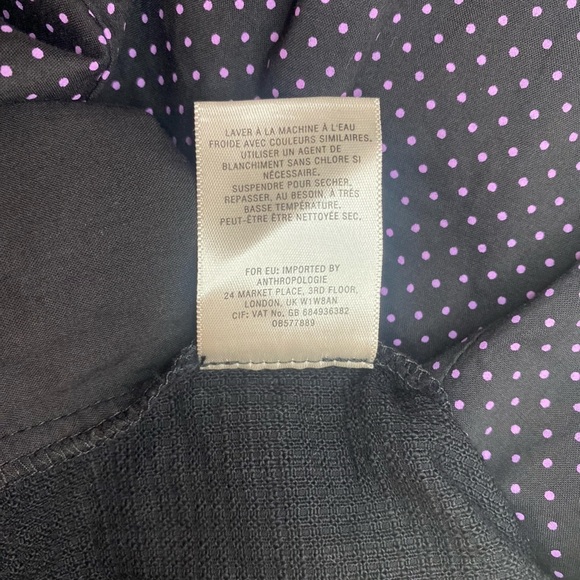 LAVER À LA MACHINE À L'EAU
FROIDE AVEC COULEURS SIMILAIRES.
UTILISER UN AGENT DE
BLANCHIMENT SANS CHLORE SI
NÉCESSAIRE.
SUSPENDRE POUR SECHER.
REPASSER, AU BESOIN, À TRÈS
BASSE TEMPÉRATURE.
PEUT-ÊTRE ÊTRE NETTOYÉE SEC.
FOR EU: IMPORTED BY
ANTHROPOLOGIE
24 MARKET PLACE, 3RD FLOOR,
LONDON, UK W1W8AN
CIF: VAT No. GB 684936382
OB577889